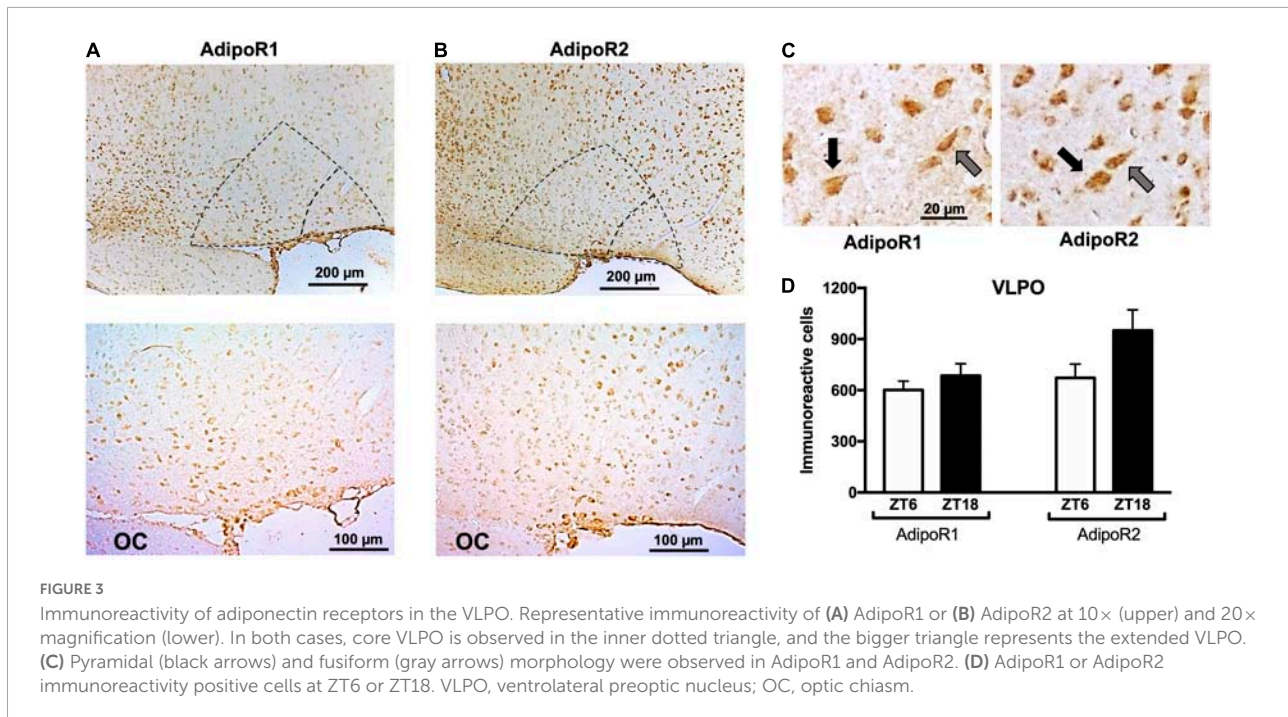 A
AdipoR1
B
AdipoR2
C
200 µm
200 µm
20 µm
AdipoR1
AdipoR2
OC
100 µm
OC
100 µm
D
VLPO
Immunoreactive cells
1200
900
600
300
0
ZT6 ZT18 ZT6 ZT18
AdipoR1 AdipoR2
FIGURE 3
Immunoreactivity of adiponectin receptors in the VLPO. Representative immunoreactivity of (A) AdipoR1 or (B) AdipoR2 at 10× (upper) and 20×
magnification (lower). In both cases, core VLPO is observed in the inner dotted triangle, and the bigger triangle represents the extended VLPO.
(C) Pyramidal (black arrows) and fusiform (gray arrows) morphology were observed in AdipoR1 and AdipoR2. (D) AdipoR1 or AdipoR2
immunoreactivity positive cells at ZT6 or ZT18. VLPO, ventrolateral preoptic nucleus; OC, optic chiasm.